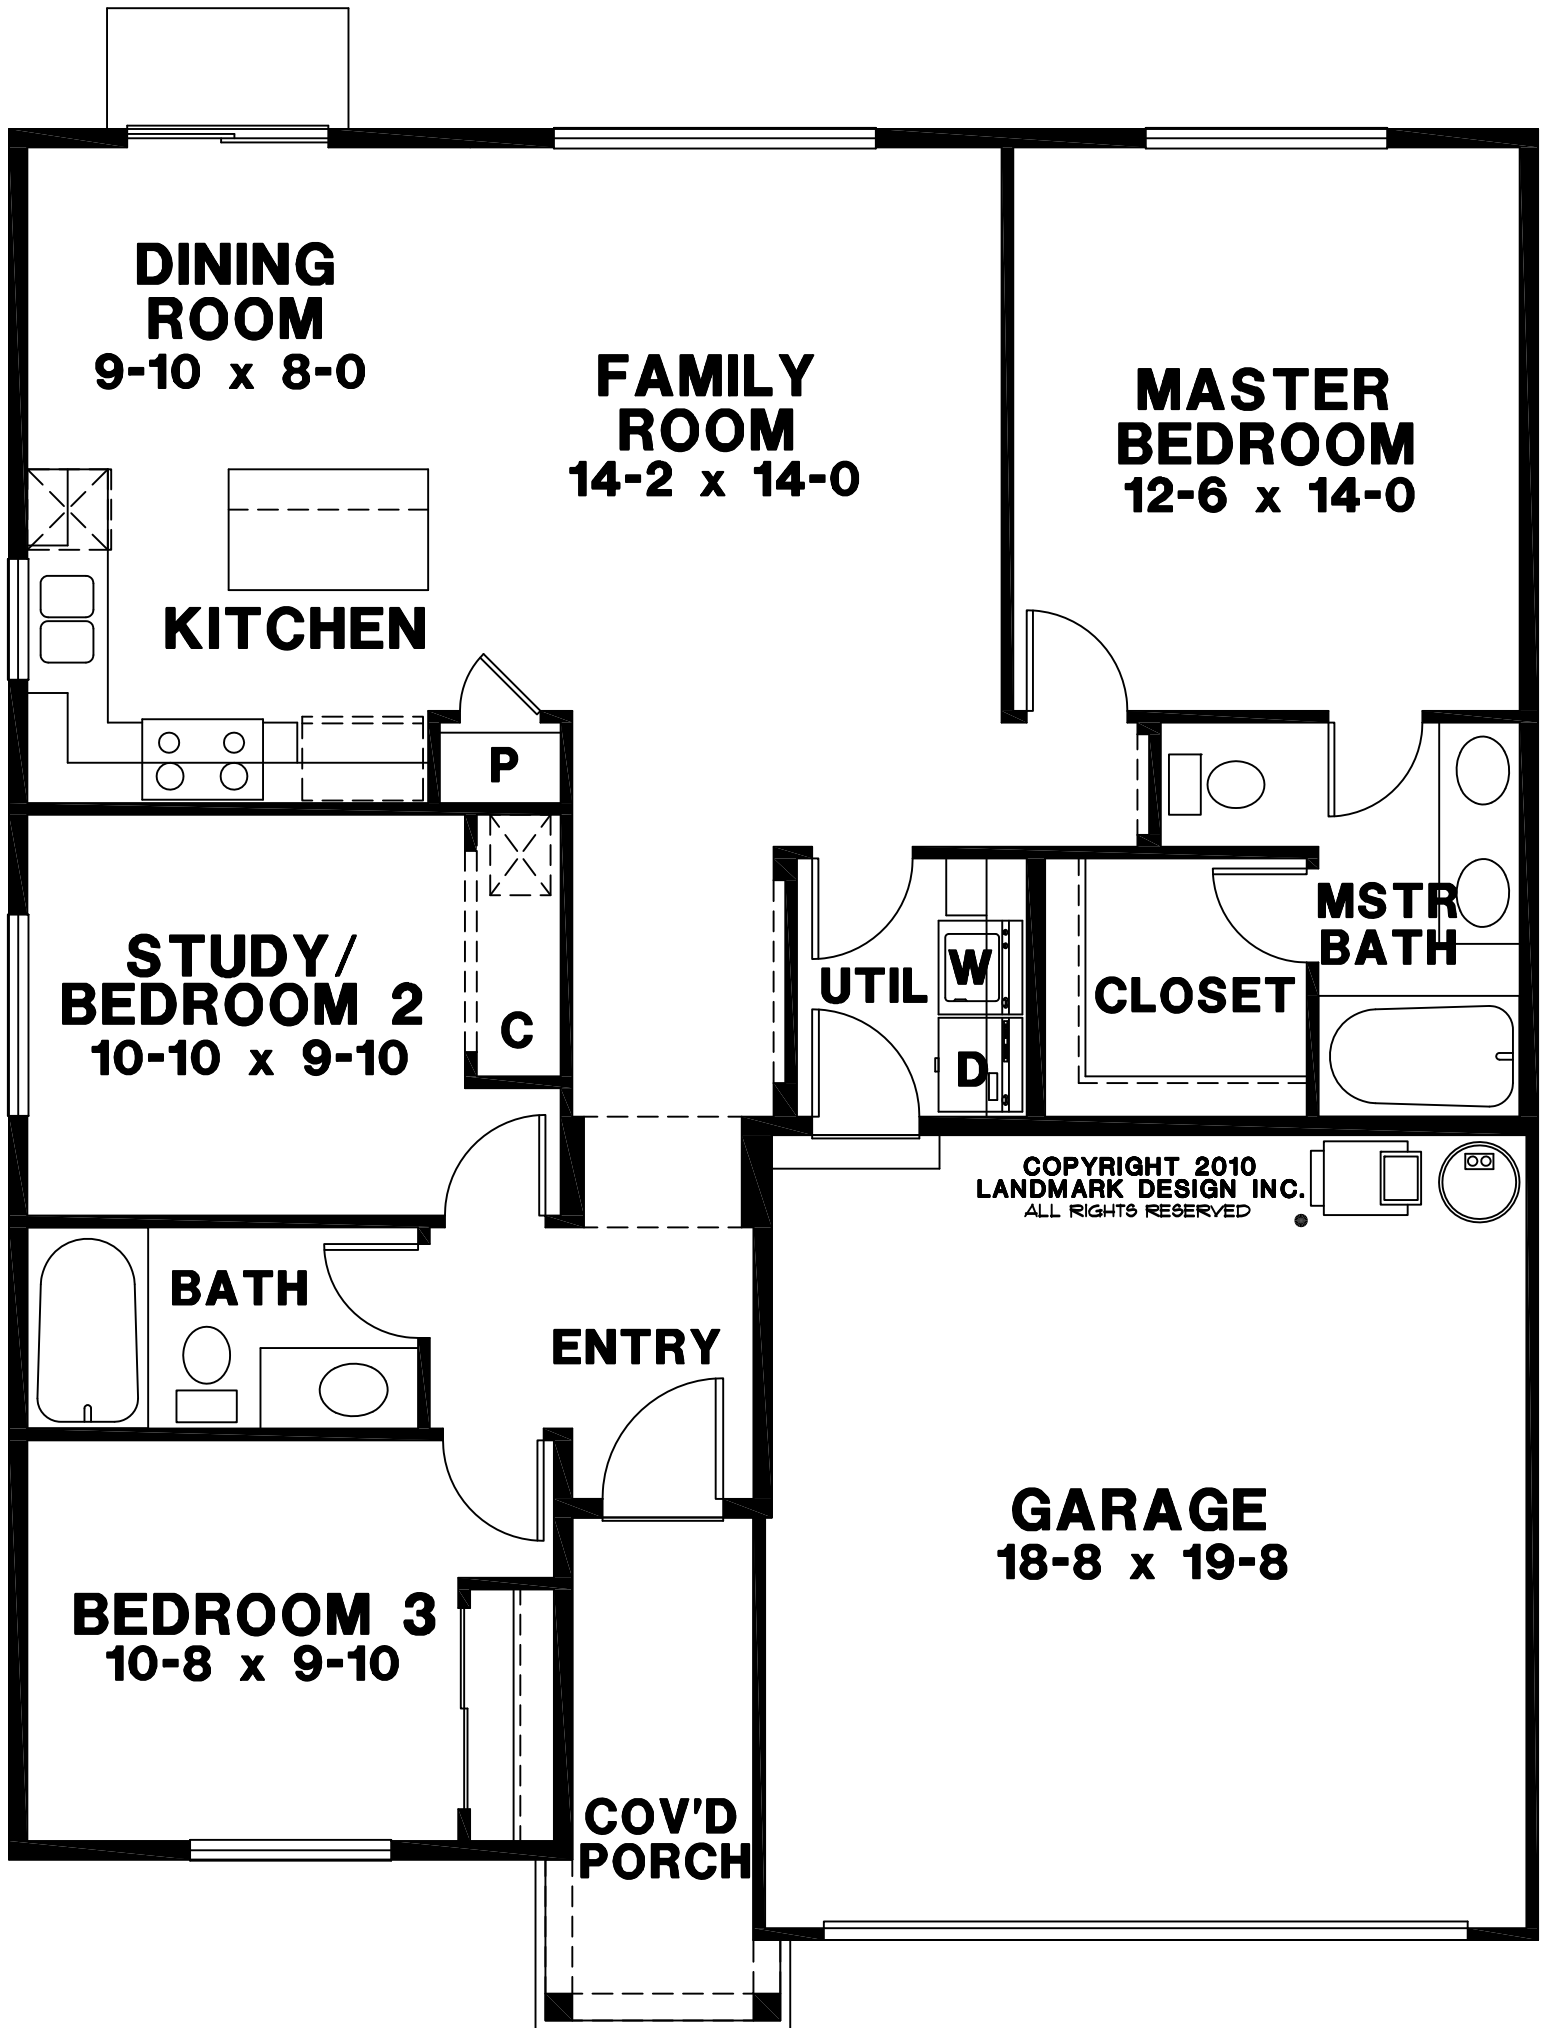 DINING
ROOM
9-10 x 8-0
FAMILY
ROOM
14-2 x 14-0
MASTER
BEDROOM
12-6 x 14-0
KITCHEN
P
STUDY/
BEDROOM 2
10-10 x 9-10
C
UTIL
W
D
CLOSET
MSTR
BATH
COPYRIGHT 2010
LANDMARK DESIGN INC.
ALL RIGHTS RESERVED
BATH
ENTRY
GARAGE
18-8 x 19-8
BEDROOM 3
10-8 x 9-10
COV'D
PORCH